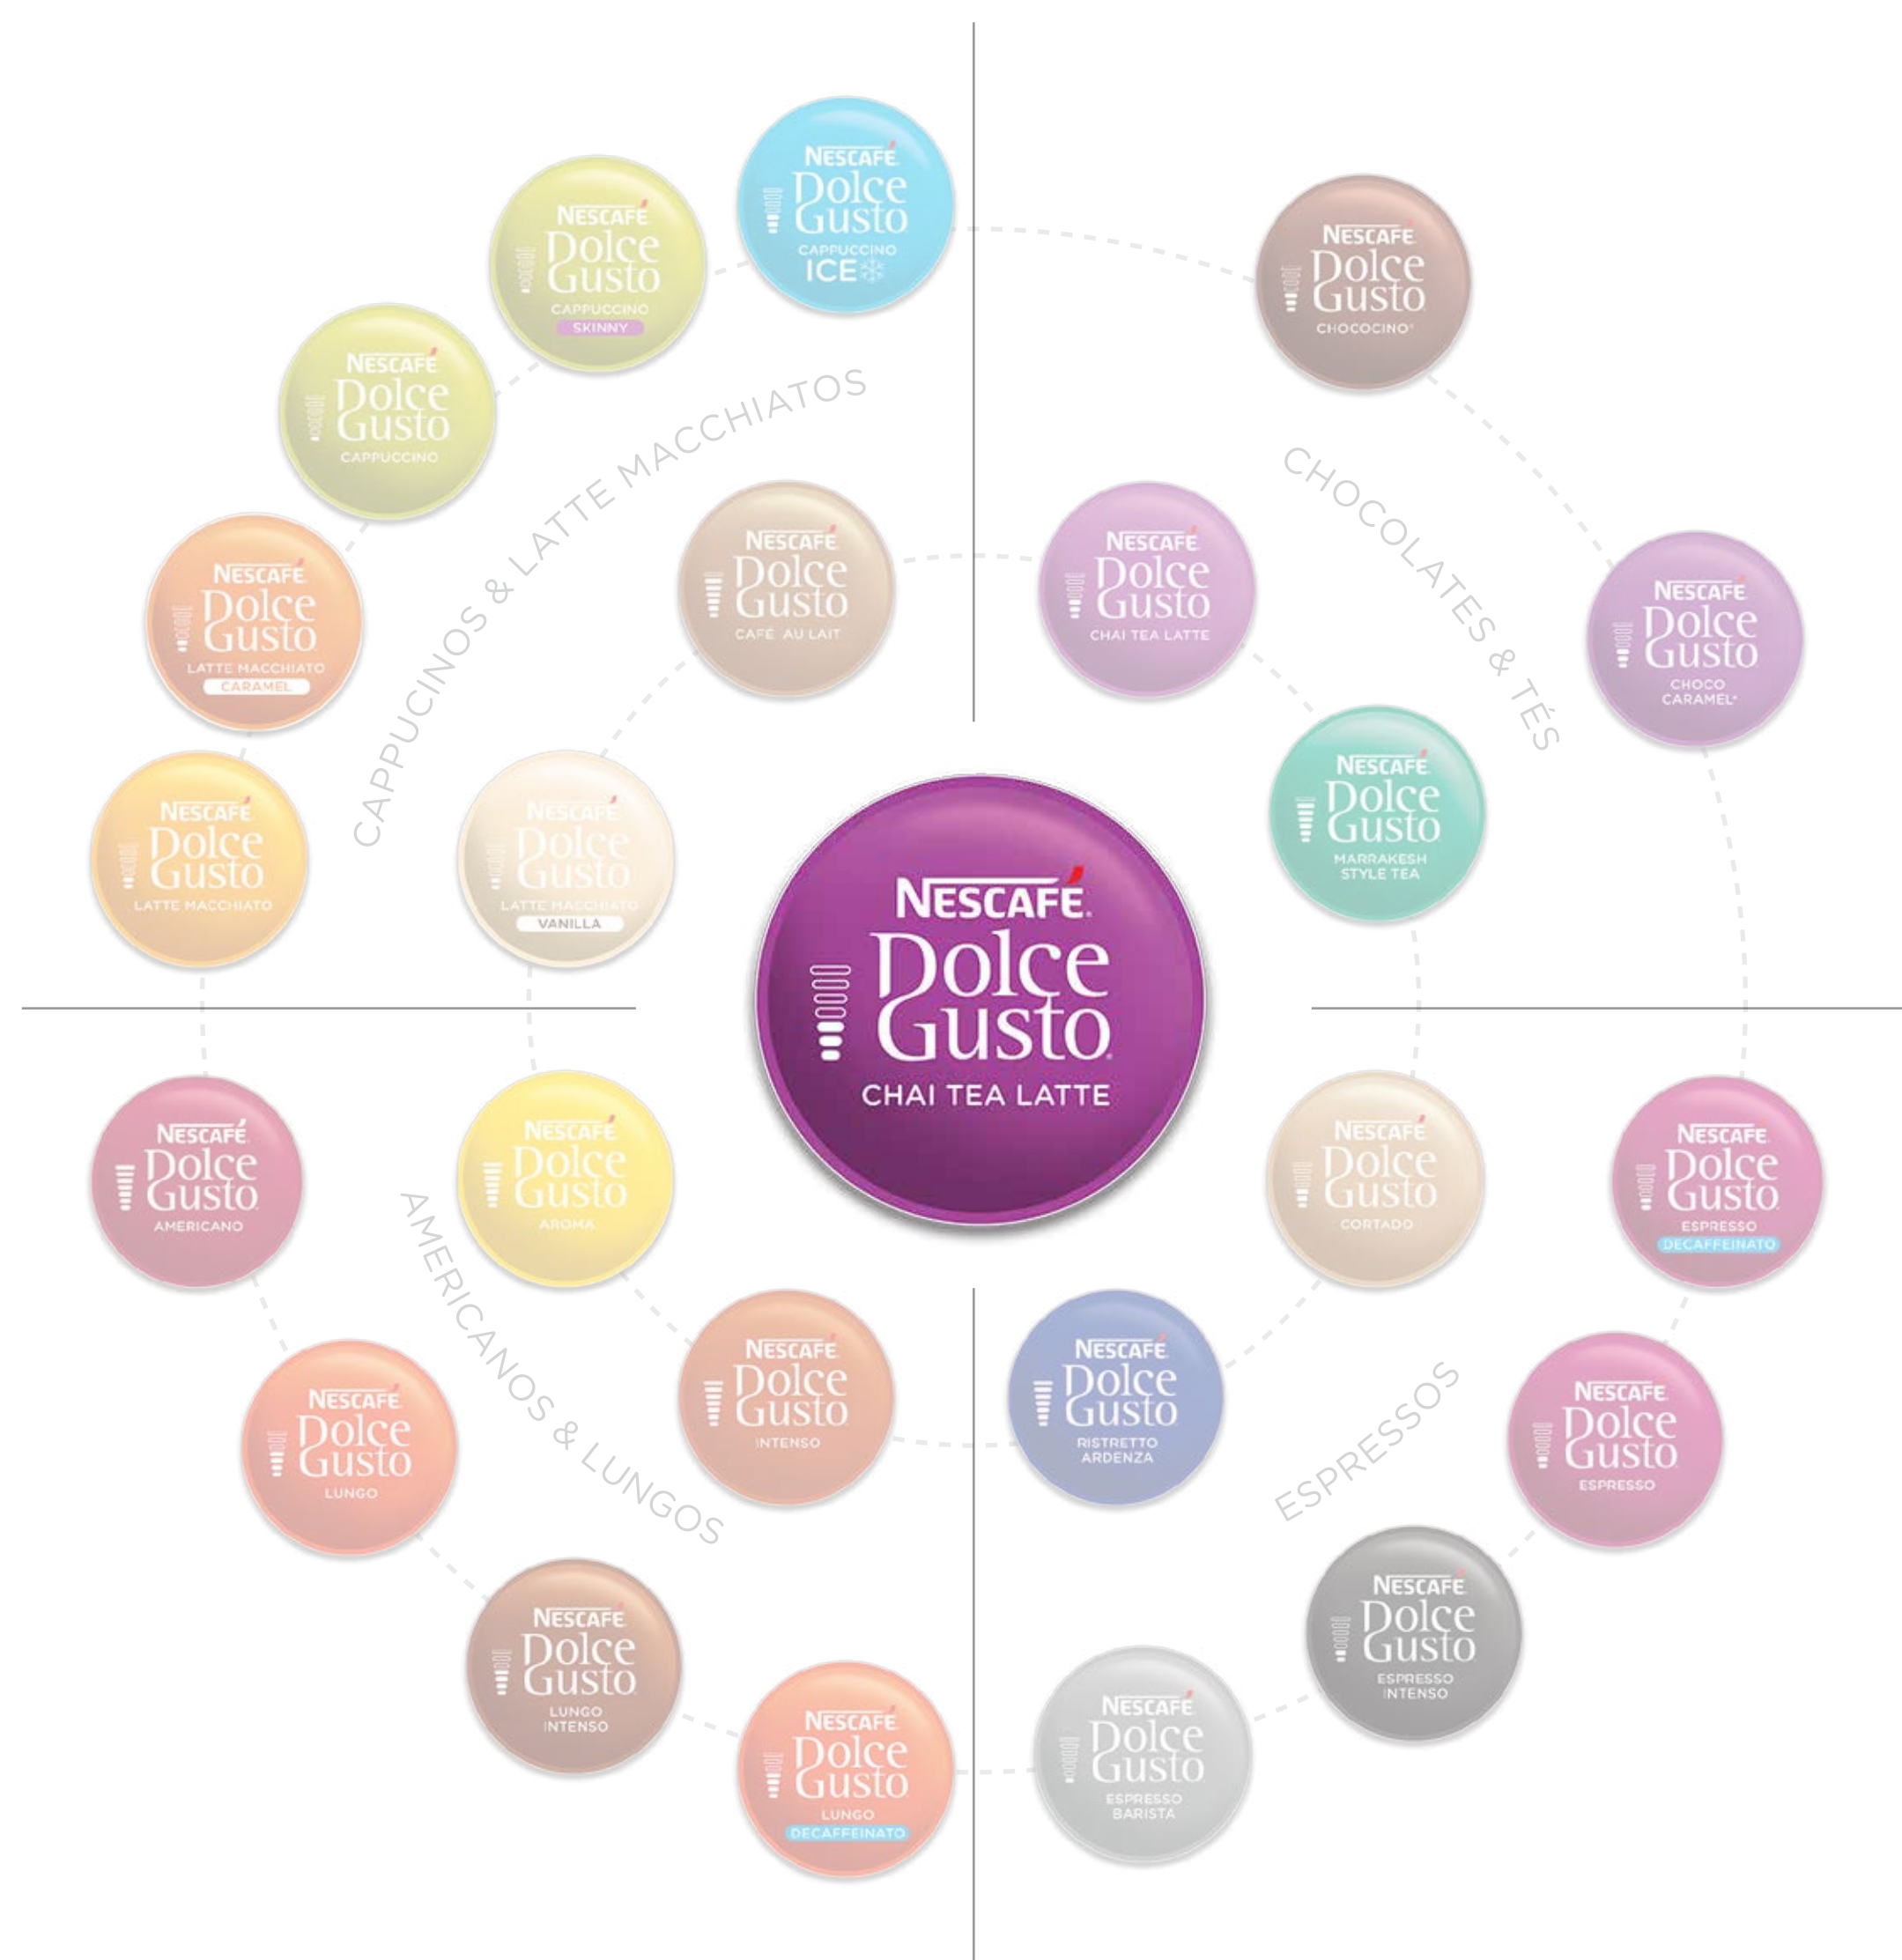 NESCAFÉ
Dolce
Gusto
CAPPUCCINO
ICE
NESCAFÉ
Dolce
Gusto
CAPPUCCINO
SKINNY
NESCAFÉ
Dolce
Gusto
CAPPUCCINO
NESCAFÉ
Dolce
Gusto
LATTE MACCHIATO
CARAMEL
NESCAFÉ
Dolce
Gusto
LATTE MACCHIATO
CAPPUCINOS & LATTE MACCHIATOS
NESCAFÉ
Dolce
Gusto
CAFÉ AU LAIT
NESCAFÉ
Dolce
Gusto
LATTE MACCHIATO
VANILLA
NESCAFÉ
Dolce
Gusto
CHOCOCINO*
CHOCOLATES & TÉS
NESCAFÉ
Dolce
Gusto
CHOCO
CARAMEL*
NESCAFÉ
Dolce
Gusto
CHAI TEA LATTE
NESCAFÉ
Dolce
Gusto
MARRAKESH
STYLE TEA
NESCAFÉ.
Dolce
Gusto
CHAI TEA LATTE
NESCAFÉ
Dolce
Gusto
AMERICANO
NESCAFÉ
Dolce
Gusto
AROMA
AMERICANOS & LUNGOS
NESCAFÉ
Dolce
Gusto
INTENSO
NESCAFÉ
Dolce
Gusto
LUNGO
NESCAFÉ
Dolce
Gusto
LUNGO
INTENSO
NESCAFÉ
Dolce
Gusto
LUNGO
DECAFFEINATO
NESCAFÉ
Dolce
Gusto
CORTADO
NESCAFÉ
Dolce
Gusto
ESPRESSO
DECAFFEINATO
NESCAFÉ
Dolce
Gusto
RISTRETTO
ARDENZA
ESPRESSOS
NESCAFÉ
Dolce
Gusto
ESPRESSO
NESCAFÉ
Dolce
Gusto
ESPRESSO
INTENSO
NESCAFÉ
Dolce
Gusto
ESPRESSO
BARISTA